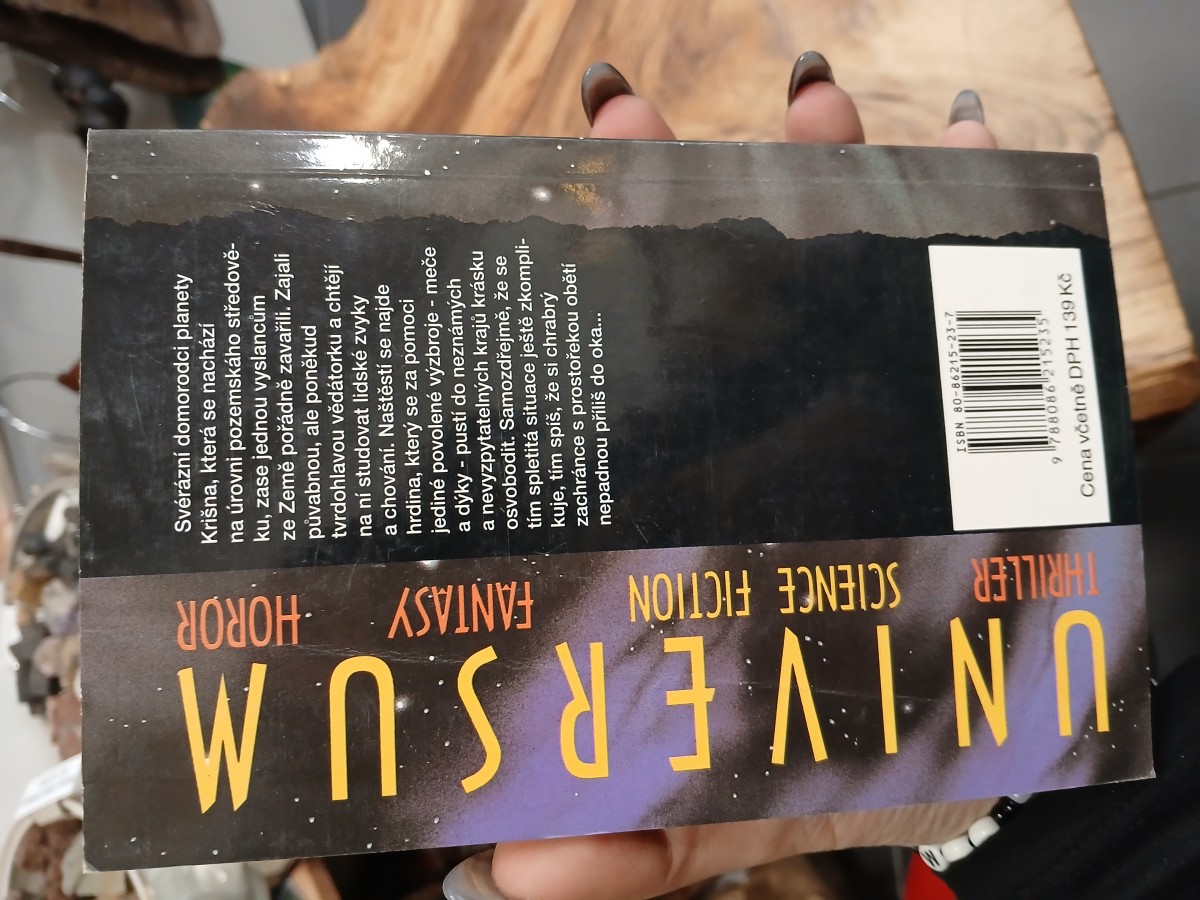 Svérázní domorodci planety
Krišna, která se nachází
na úrovni pozemského středově-
ku, zase jednou vyslancům
ze Země pořádně zavařili. Zajali
půvabnou, ale poněkud
tvrdohlavou vědátorku a chtějí
na ní studovat lidské zvyky
a chování. Naštěstí se najde
hrdina, který se za pomoci
jediné povolené výzbroje - meče
a dýky - pustí do neznámých
a nevyzpytatelných krajů krásku
osvobodit. Samozdřejmě, že se
tím spletitá situace ještě zkompli-
kuje, tím spíš, že si chrabrý
zachránce s prostořekou obětí
nepadnou příliš do oka...
ISBN 80-86215-23-7
9 788086 215235
Cena včetně DPH 139 Kč
THRILLER SCIENCE FICTION FANTASY HOROR
UNIVERSUM
W